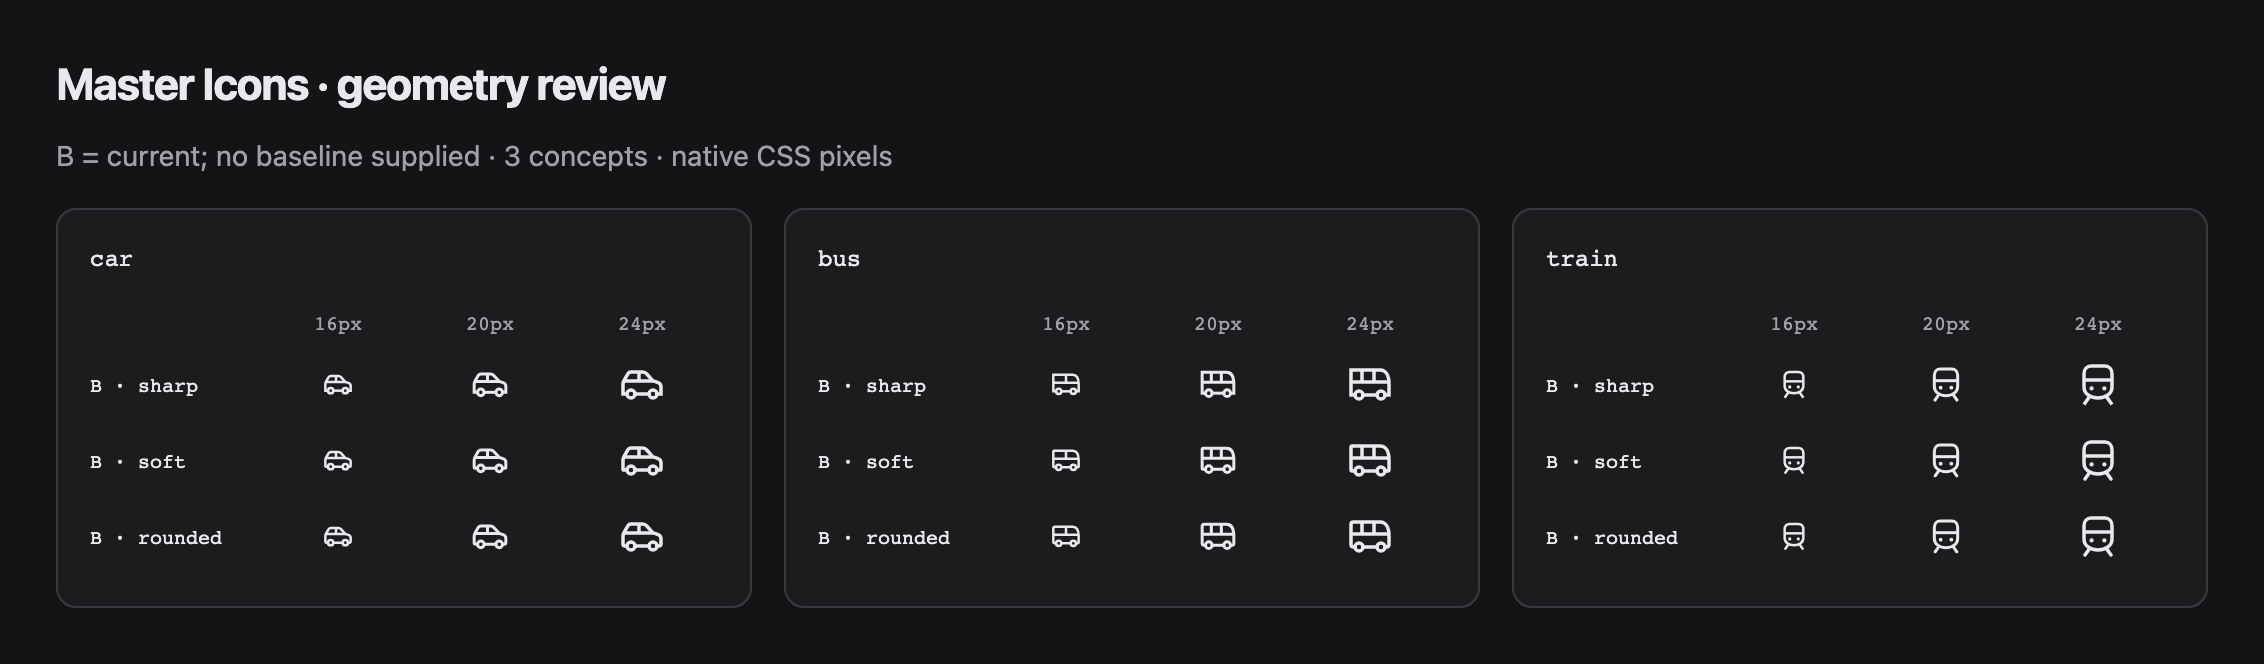 Master Icons · geometry review
B = current; no baseline supplied · 3 concepts · native CSS pixels
car
16px 20px 24px
B · sharp
B · soft
B · rounded
bus
16px 20px 24px
B · sharp
B · soft
B · rounded
train
16px 20px 24px
B · sharp
B · soft
B · rounded